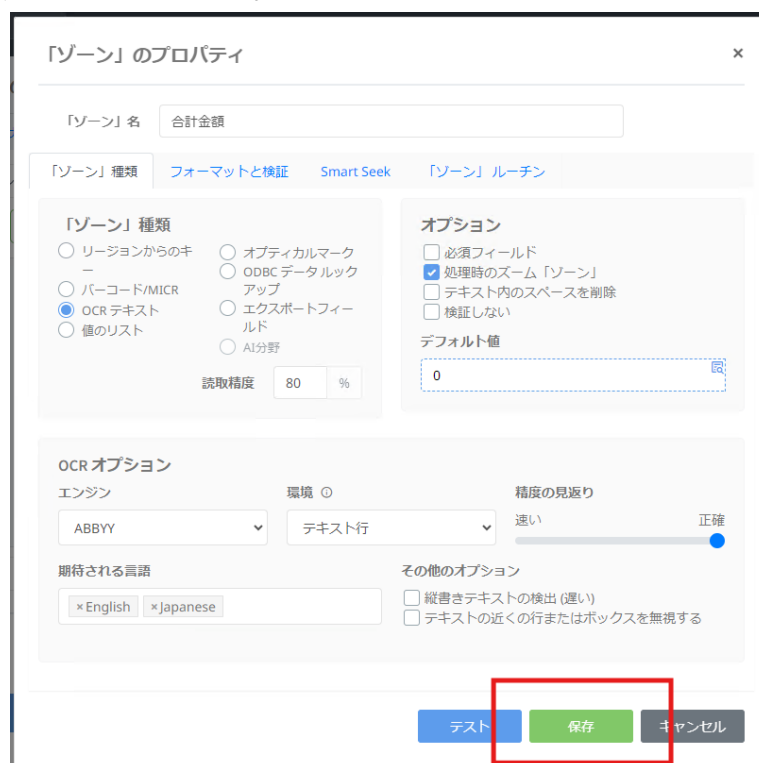 「ゾーン」のプロパティ
×
「ゾーン」名 合計金額
「ゾーン」種類 フォーマットと検証 Smart Seek 「ゾーン」ルーチン
「ゾーン」種類
リージョンからのキ
ー
バーコード/MICR
OCR テキスト
値のリスト
オプティカルマーク
ODBC データ ルック
アップ
エクスポートフィー
ルド
AI分野
読取精度 80 %
オプション
必須フィールド
処理時のズーム「ゾーン」
テキスト内のスペースを削除
検証しない
デフォルト値
0
OCR オプション
エンジン
ABBYY
環境
テキスト行
精度の見返り
速い 正確
期待される言語
×English ×Japanese
その他のオプション
縦書きテキストの検出 (遅い)
テキストの近くの行またはボックスを無視する
テスト 保存 キャンセル